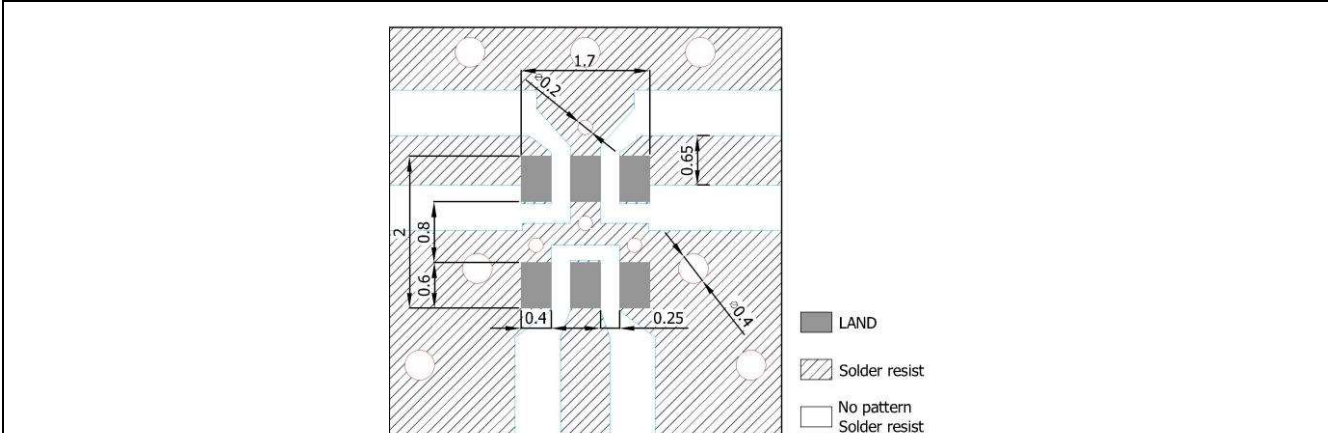 1.7
⌀0.2
0.65
2
0.8
0.6
0.4
0.25
⌀0.4
LAND
Solder resist
No pattern
Solder resist